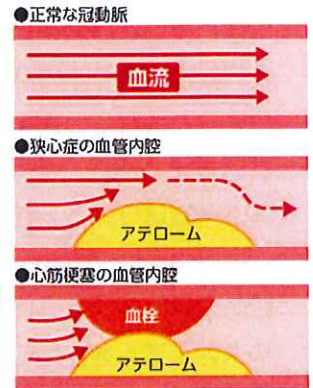 ●正常な冠動脈
血流
●狭心症の血管内腔
アテローム
●心筋梗塞の血管内腔
血栓
アテローム